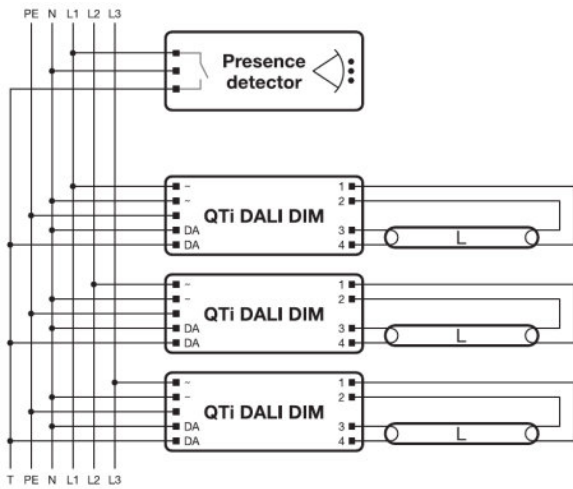 PE N L1 L2 L3
Presence
detector
~ 1
~ 2
QTi DALI DIM
DA 3 L
DA 4
~ 1
~ 2
QTi DALI DIM
DA 3 L
DA 4
~ 1
~ 2
QTi DALI DIM
DA 3 L
DA 4
T PE N L1 L2 L3